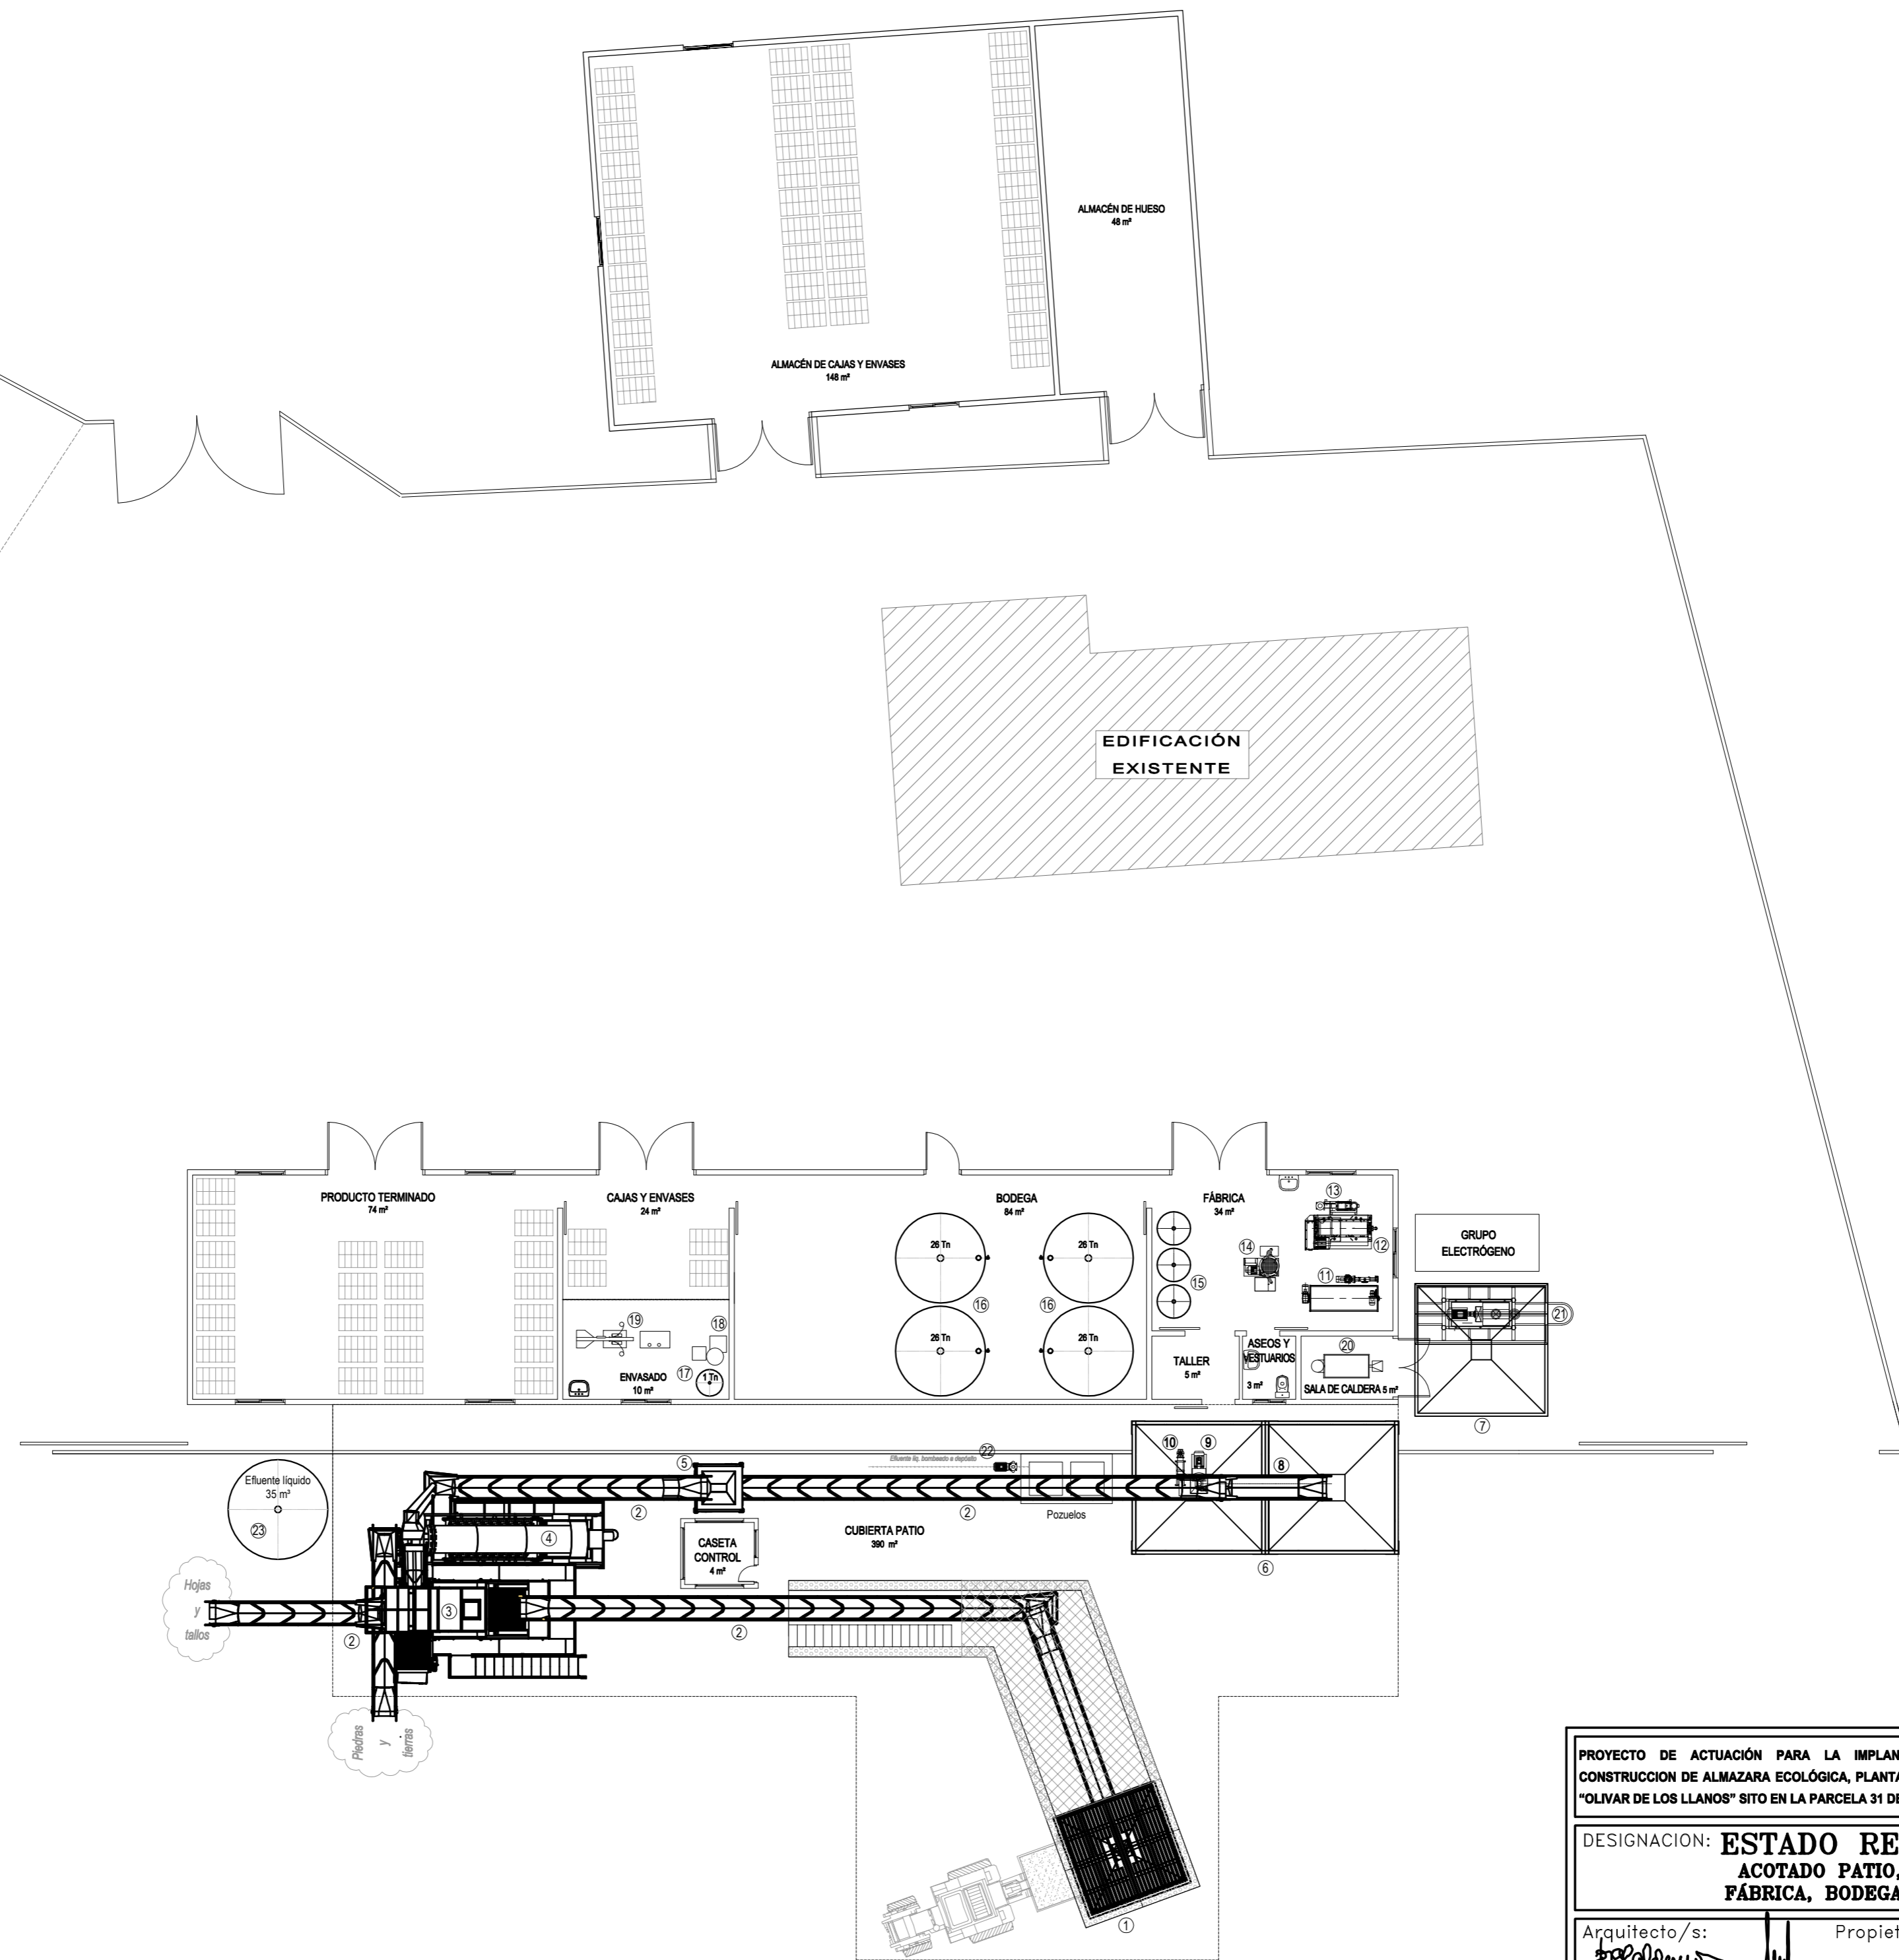 ALMACÉN DE HUESO
48 m²
ALMACÉN DE CAJAS Y ENVASES
148 m²
EDIFICACIÓN
EXISTENTE
PRODUCTO TERMINADO
74 m²
CAJAS Y ENVASES
24 m²
BODEGA
84 m²
FÁBRICA
34 m²
13
12
14
11
15
GRUPO
ELECTRÓGENO
21
26 Tn
26 Tn
16
16
26 Tn
26 Tn
19
18
17
1 Tn
ENVASADO
10 m²
TALLER
5 m²
ASEOS Y
VESTUARIOS
3 m²
20
SALA DE CALDERA 5 m²
7
10
9
8
22
Efluente liq. bombeado a depósito
5
Efluente líquido
35 m³
23
2
2
Pozuelos
4
CASETA
CONTROL
4 m²
CUBIERTA PATIO
390 m²
6
Hojas
y
tallos
3
2
2
Piedras
y
tierras
1
PROYECTO DE ACTUACIÓN PARA LA IMPLAN
CONSTRUCCION DE ALMAZARA ECOLÓGICA, PLANTA
"OLIVAR DE LOS LLANOS" SITO EN LA PARCELA 31 DE
DESIGNACION: ESTADO RE
ACOTADO PATIO,
FÁBRICA, BODEGA
Arquitecto/s: Propiet